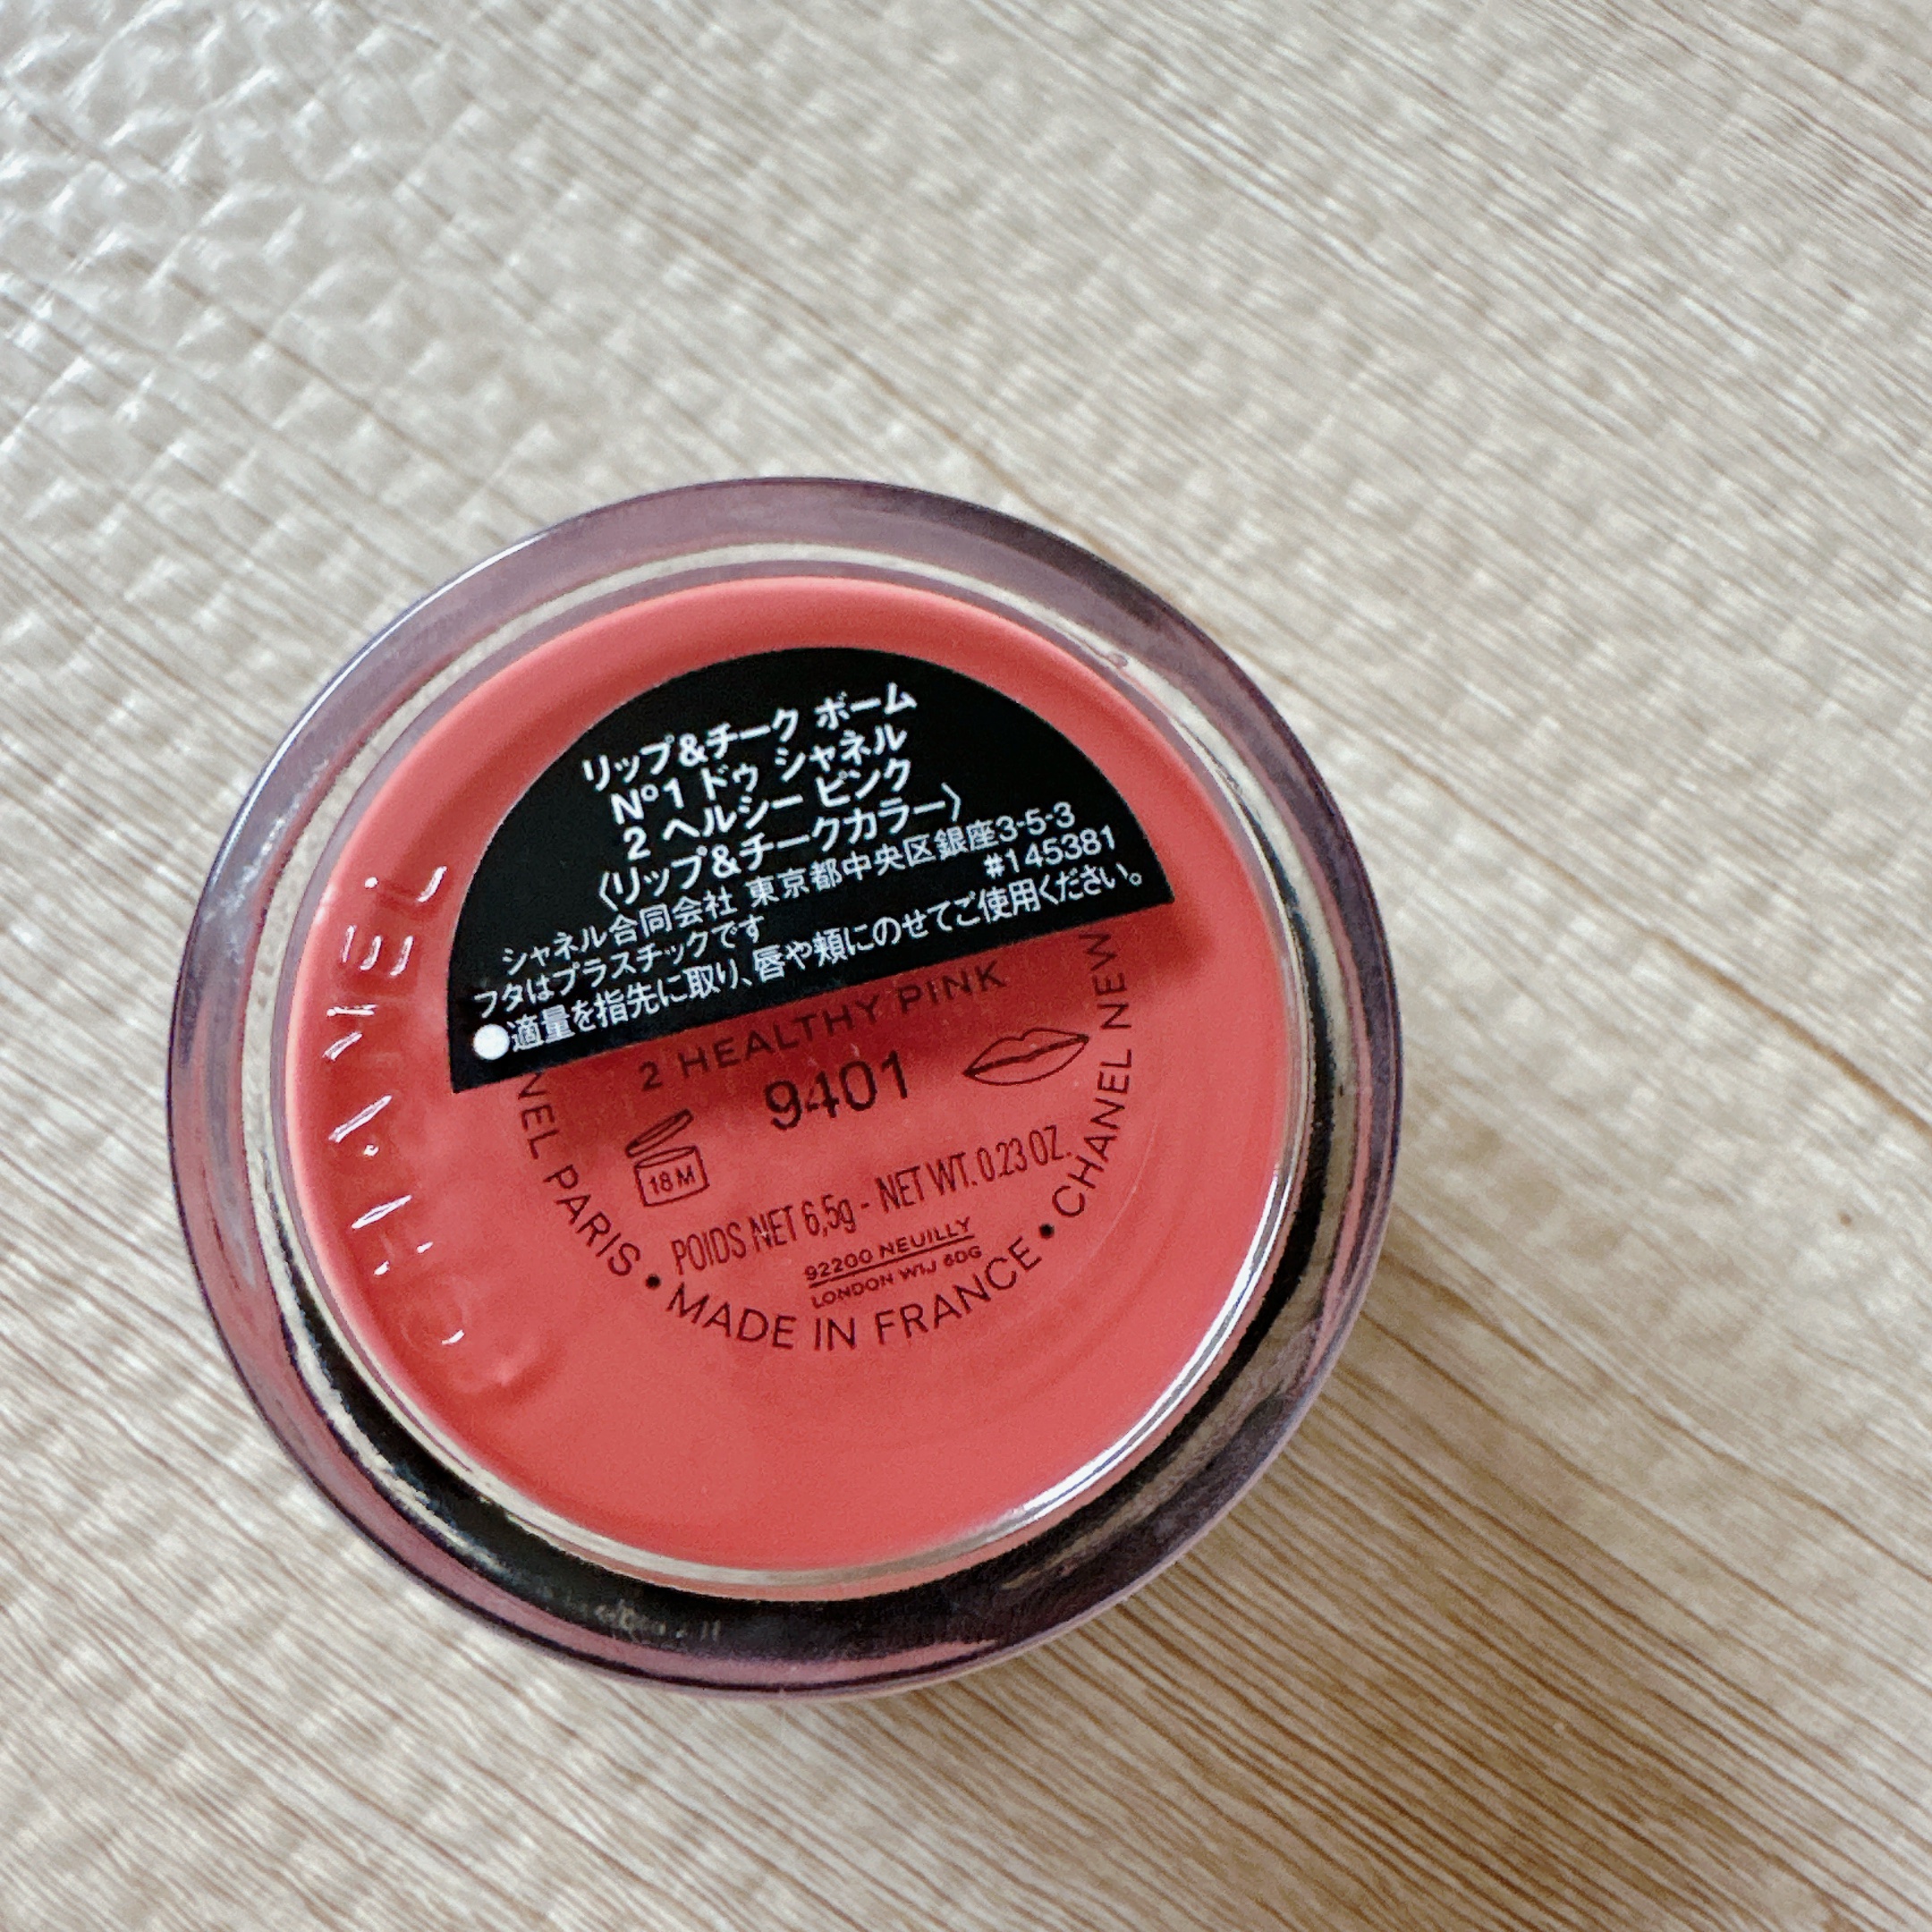 リップ&チーク ボーム
N°1 ドゥ シャネル
2 ヘルシー ピンク
〈リップ&チークカラー〉
シャネル合同会社 東京都中央区銀座3-5-3
フタはプラスチックです #145381
●適量を指先に取り、唇や頬にのせてご使用ください。
2 HEALTHY PINK
9401
18M
POIDS NET 6,5g - NET WT. 0.23 OZ.
92200 NEUILLY
LONDON W1J 6DG
NEL PARIS • MADE IN FRANCE • CHANEL NEW
CHANEL